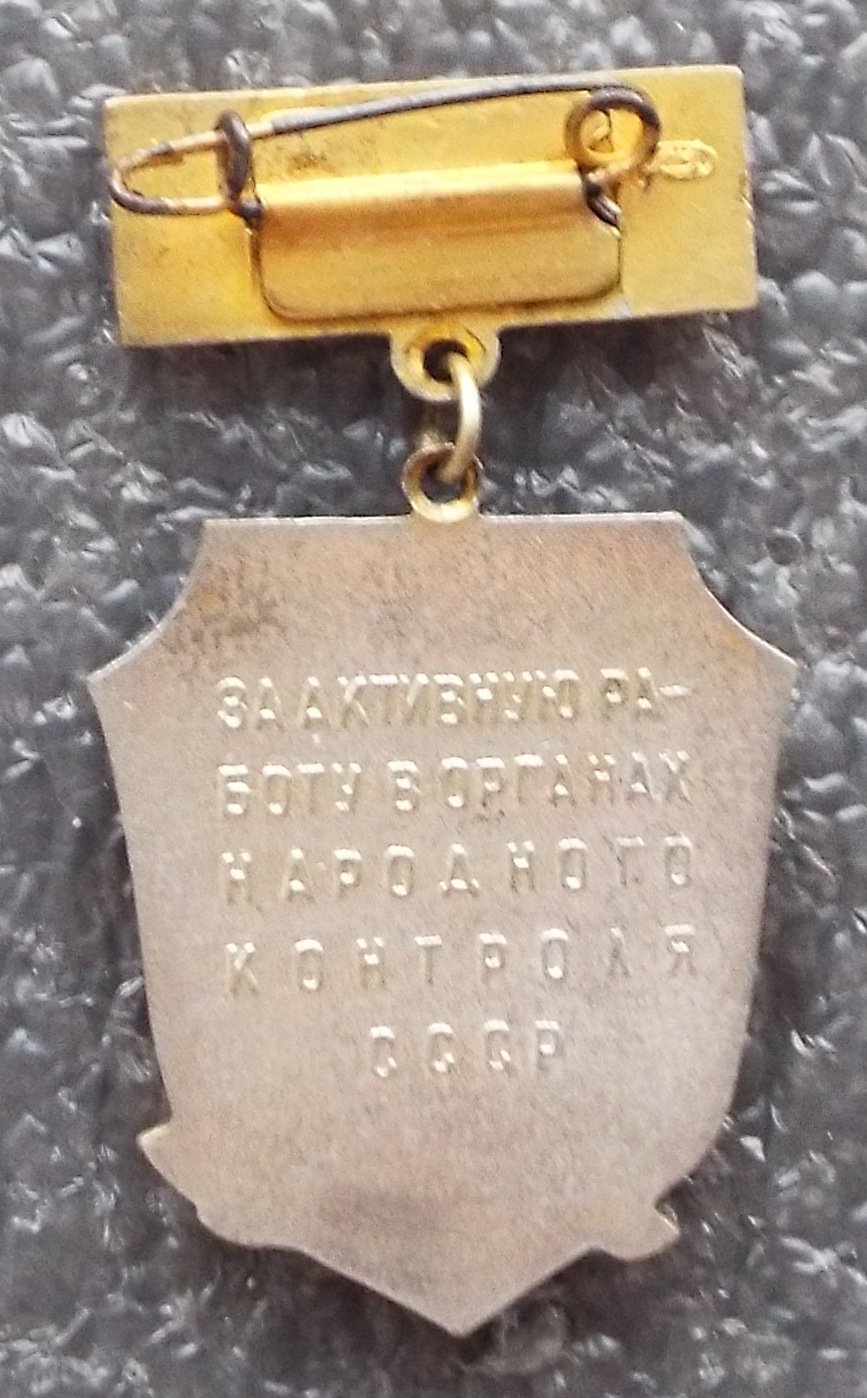 ЗА АКТИВНУЮ РА-
БОТУ В ОРГАНАХ
НАРОДНОГО
КОНТРОЛЯ
СССР